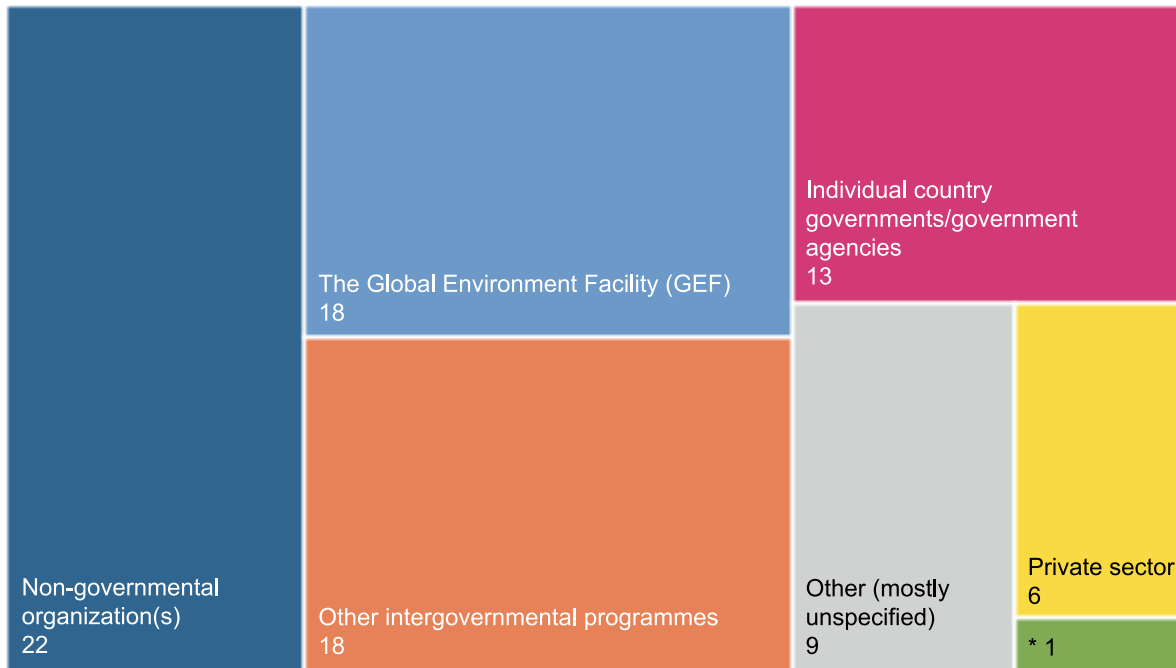 Non-governmental
organization(s)
22
The Global Environment Facility (GEF)
18
Other intergovernmental programmes
18
Individual country
governments/government
agencies
13
Other (mostly
unspecified)
9
Private sector
6
* 1